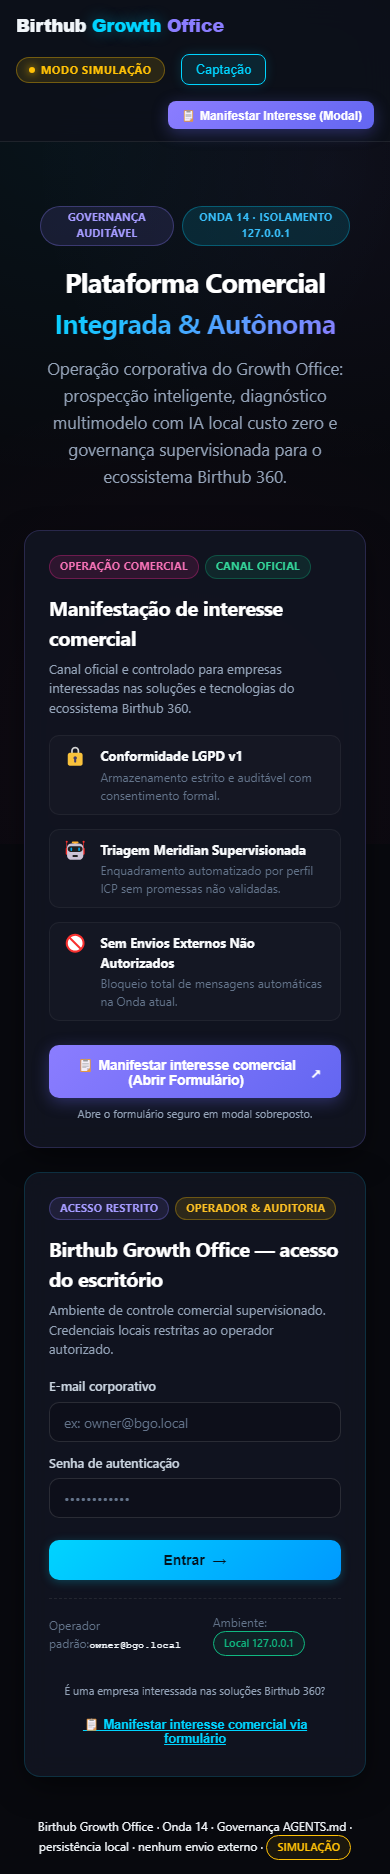 Birthub Growth Office
MODO SIMULAÇÃO
Captação
Manifestar Interesse (Modal)
GOVERNANÇA
AUDITÁVEL
ONDA 14 · ISOLAMENTO
127.0.0.1
Plataforma Comercial
Integrada & Autônoma
Operação corporativa do Growth Office:
prospecção inteligente, diagnóstico
multimodelo com IA local custo zero e
governança supervisionada para o
ecossistema Birthub 360.
OPERAÇÃO COMERCIAL
CANAL OFICIAL
Manifestação de interesse
comercial
Canal oficial e controlado para empresas
interessadas nas soluções e tecnologias do
ecossistema Birthub 360.
Conformidade LGPD v1
Armazenamento estrito e auditável com
consentimento formal.
Triagem Meridian Supervisionada
Enquadramento automatizado por perfil
ICP sem promessas não validadas.
Sem Envios Externos Não
Autorizados
Bloqueio total de mensagens automáticas
na Onda atual.
Manifestar interesse comercial
(Abrir Formulário) ↗
Abre o formulário seguro em modal sobreposto.
ACESSO RESTRITO
OPERADOR & AUDITORIA
Birthub Growth Office — acesso
do escritório
Ambiente de controle comercial supervisionado.
Credenciais locais restritas ao operador
autorizado.
E-mail corporativo
ex: owner@bgo.local
Senha de autenticação
••••••••••••
Entrar →
Operador
padrão:owner@bgo.local
Ambiente:
Local 127.0.0.1
É uma empresa interessada nas soluções Birthub 360?
Manifestar interesse comercial via
formulário
Birthub Growth Office · Onda 14 · Governança AGENTS.md ·
persistência local · nenhum envio externo · SIMULAÇÃO